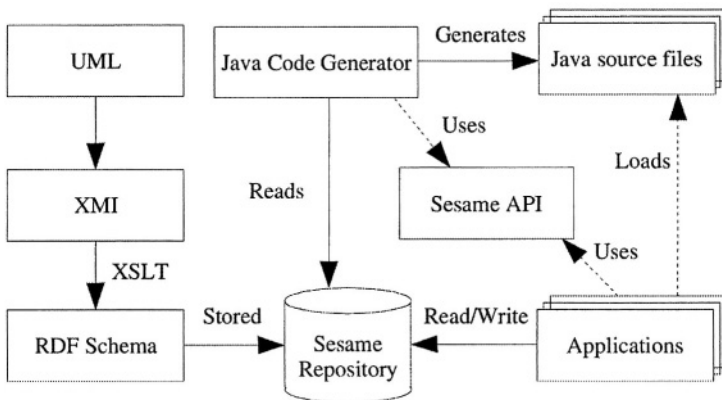 Generates
UML
Java Code Generator
Java source files
Uses
Reads
Loads
XMI
Sesame API
XSLT
Uses
Stored
Read/Write
RDF Schema
Sesame
Repository
Applications